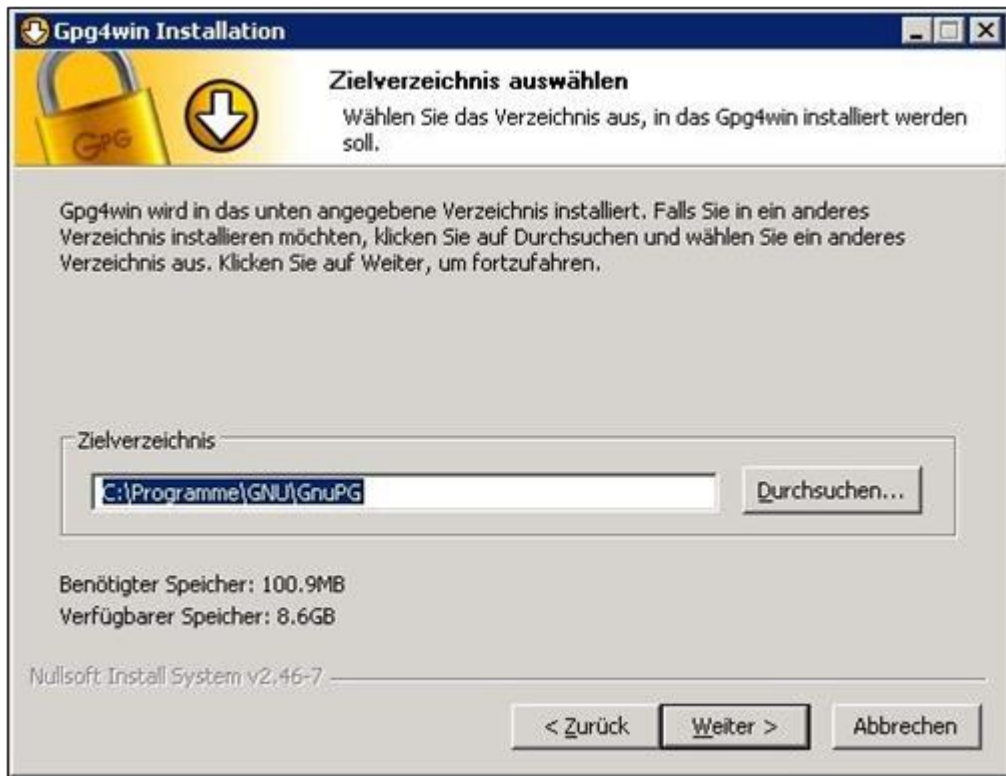 Gpg4win Installation
Zielverzeichnis auswählen
Wählen Sie das Verzeichnis aus, in das Gpg4win installiert werden
soll.
GPG
Gpg4win wird in das unten angegebene Verzeichnis installiert. Falls Sie in ein anderes
Verzeichnis installieren möchten, klicken Sie auf Durchsuchen und wählen Sie ein anderes
Verzeichnis aus. Klicken Sie auf Weiter, um fortzufahren.
Zielverzeichnis
C:\Programme\GNU\GnuPG
Durchsuchen...
Benötigter Speicher: 100.9MB
Verfügbarer Speicher: 8.6GB
Nullsoft Install System v2.46-7
< Zurück
Weiter >
Abbrechen